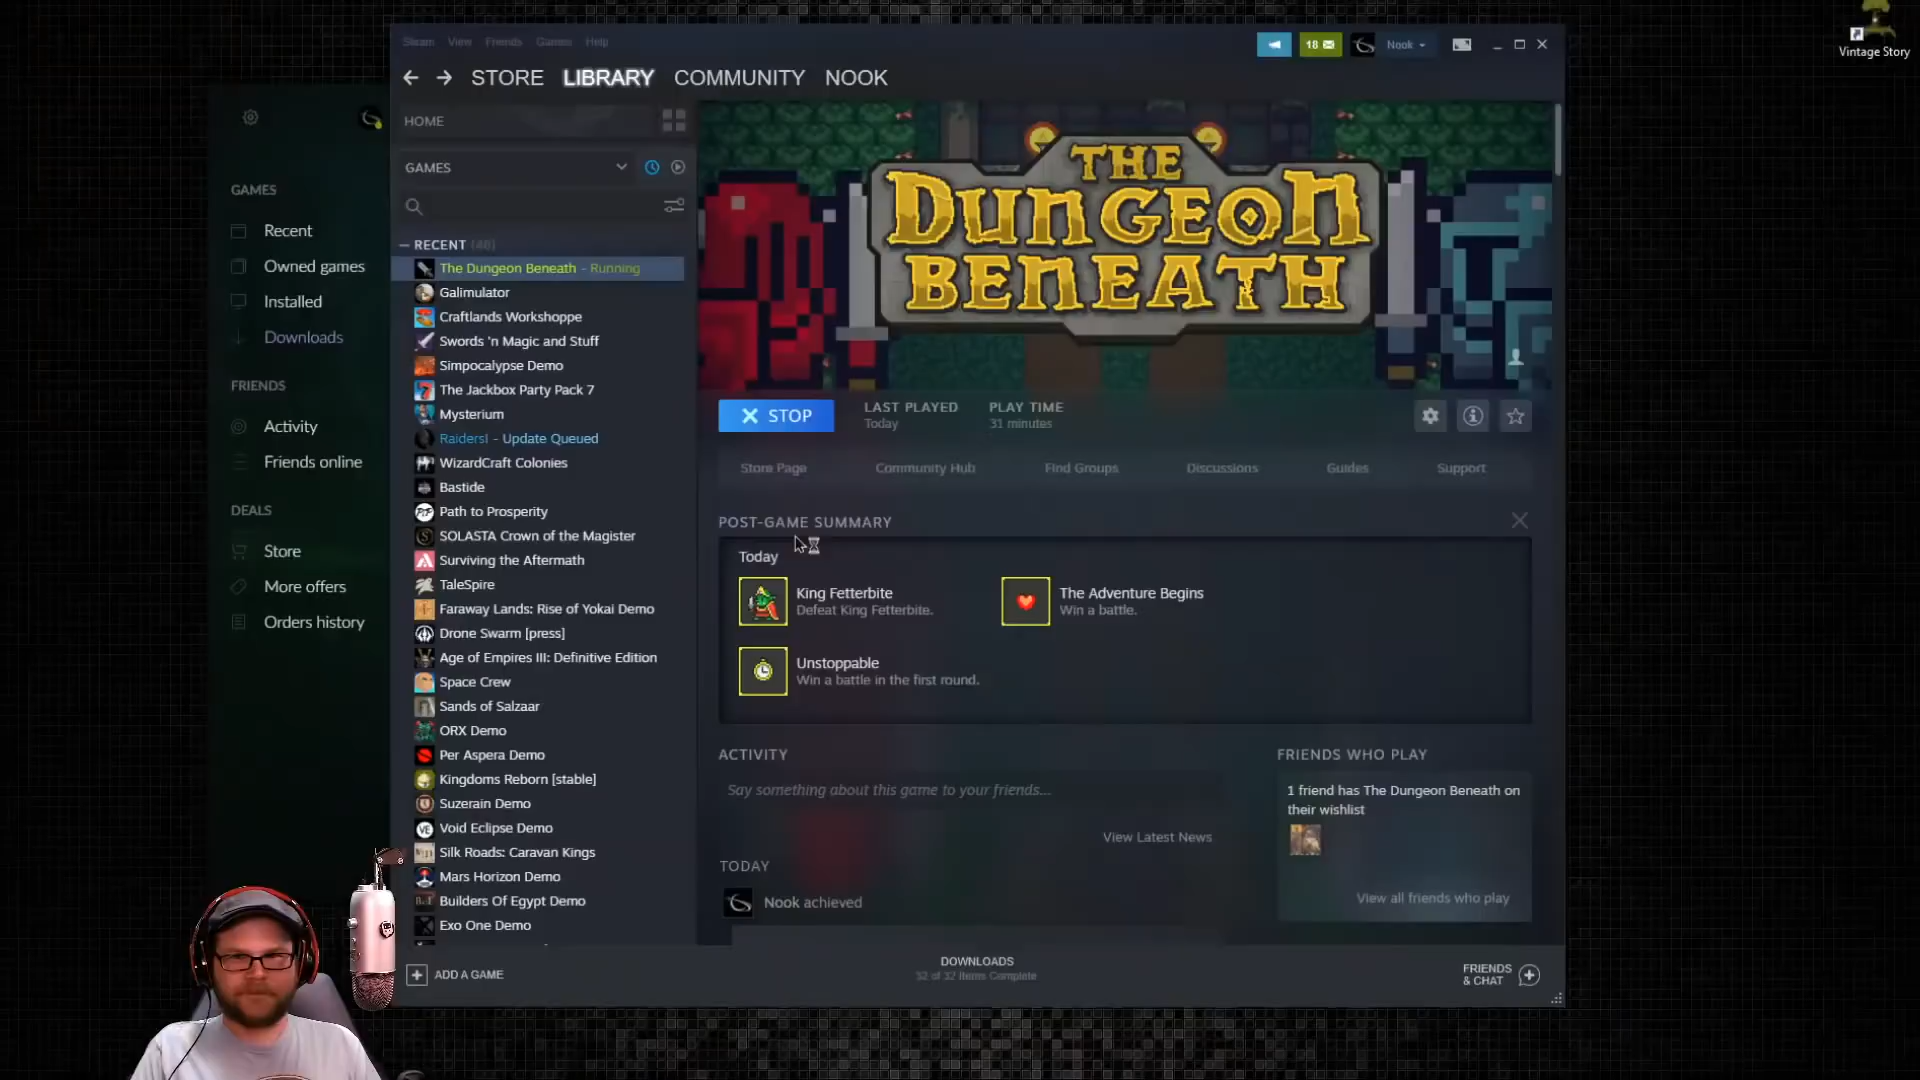 Vintage Story
Steam View Friends Games Help
18
Nook
STORE LIBRARY COMMUNITY NOOK
HOME
GAMES
RECENT (40)
The Dungeon Beneath - Running
Galimulator
Craftlands Workshoppe
Swords 'n Magic and Stuff
Simpocalypse Demo
The Jackbox Party Pack 7
Mysterium
Raiders! - Update Queued
WizardCraft Colonies
Bastide
Path to Prosperity
SOLASTA Crown of the Magister
Surviving the Aftermath
TaleSpire
Faraway Lands: Rise of Yokai Demo
Drone Swarm [press]
Age of Empires III: Definitive Edition
Space Crew
Sands of Salzaar
ORX Demo
Per Aspera Demo
Kingdoms Reborn [stable]
Suzerain Demo
Void Eclipse Demo
Silk Roads: Caravan Kings
Mars Horizon Demo
Builders Of Egypt Demo
Exo One Demo
ADD A GAME
GAMES
Recent
Owned games
Installed
Downloads
FRIENDS
Activity
Friends online
DEALS
Store
More offers
Orders history
THE
DUNGEON
BENEATH
STOP
LAST PLAYED
Today
PLAY TIME
31 minutes
Store Page Community Hub Find Groups Discussions Guides Support
POST-GAME SUMMARY
Today
King Fetterbite
Defeat King Fetterbite.
The Adventure Begins
Win a battle.
Unstoppable
Win a battle in the first round.
ACTIVITY
Say something about this game to your friends...
View Latest News
TODAY
Nook achieved
FRIENDS WHO PLAY
1 friend has The Dungeon Beneath on
their wishlist
View all friends who play
DOWNLOADS
32 of 32 Items Complete
FRIENDS
& CHAT